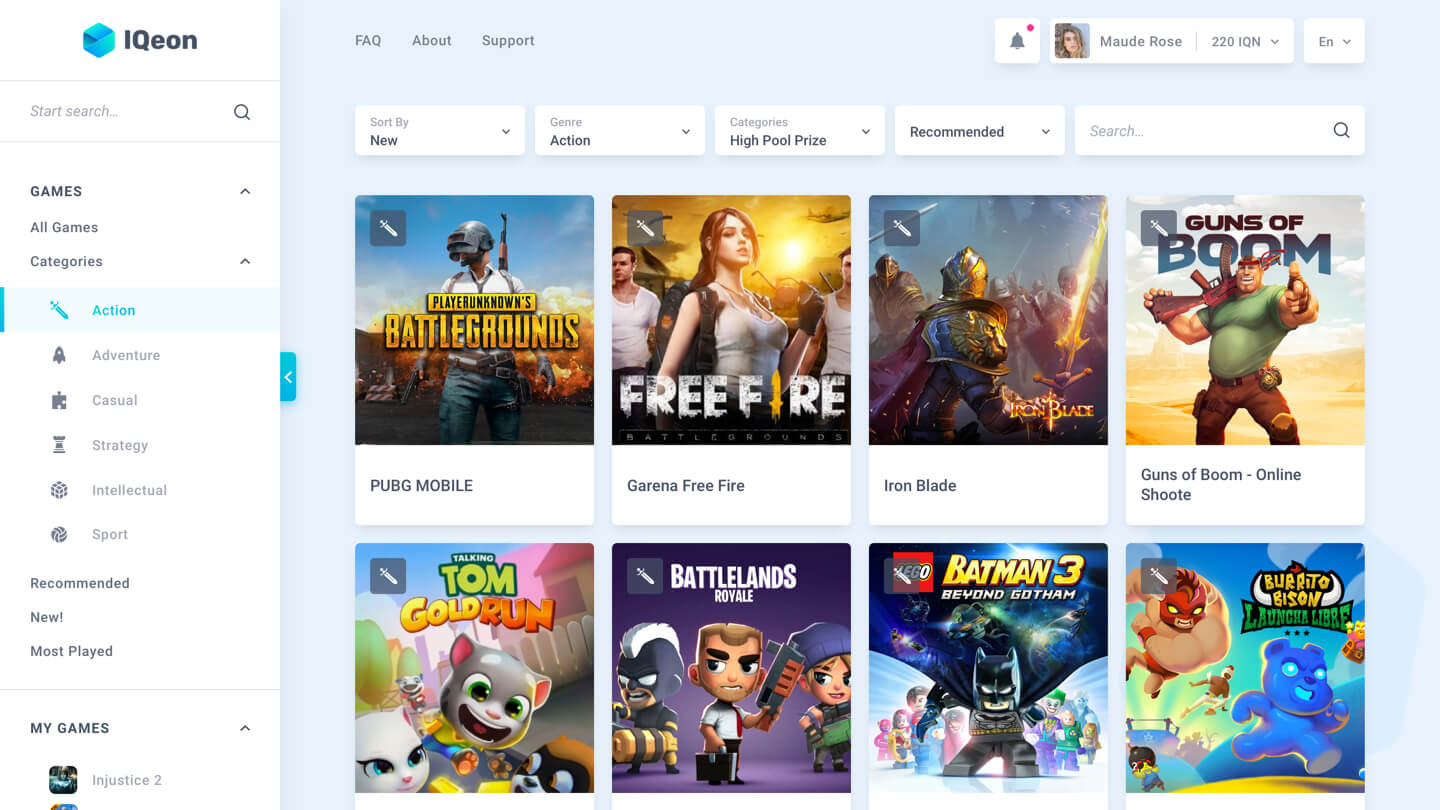 IQeon
FAQ
About
Support
Maude Rose
220 IQN
En
Start search...
Sort By
New
Genre
Action
Categories
High Pool Prize
Recommended
Search...
GAMES
All Games
Categories
Action
Adventure
Casual
Strategy
Intellectual
Sport
Recommended
New!
Most Played
MY GAMES
Injustice 2
PLAYERUNKNOWN'S
BATTLEGROUNDS
PUBG MOBILE
FREE FIRE
BATTLEGROUNDS
Garena Free Fire
IRON BLADE
Iron Blade
GUNS OF
BOOM
Guns of Boom - Online
Shoote
TALKING
TOM
GOLD RUN
BATTLELANDS
ROYALE
LEGO
BATMAN 3
BEYOND GOTHAM
BURRITO
BISON
LAUNCHA LIBRE